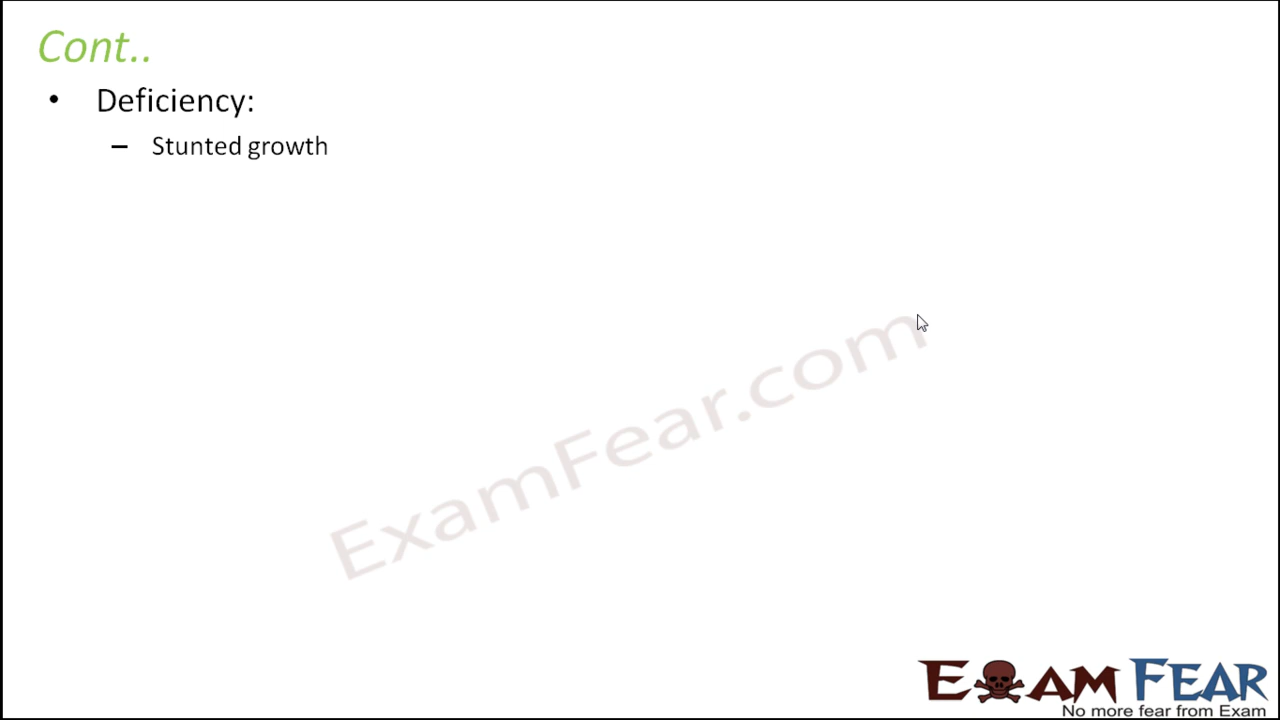 Cont..
• Deficiency:
– Stunted growth
ExamFear.com
EXAM FEAR
No more fear from Exam